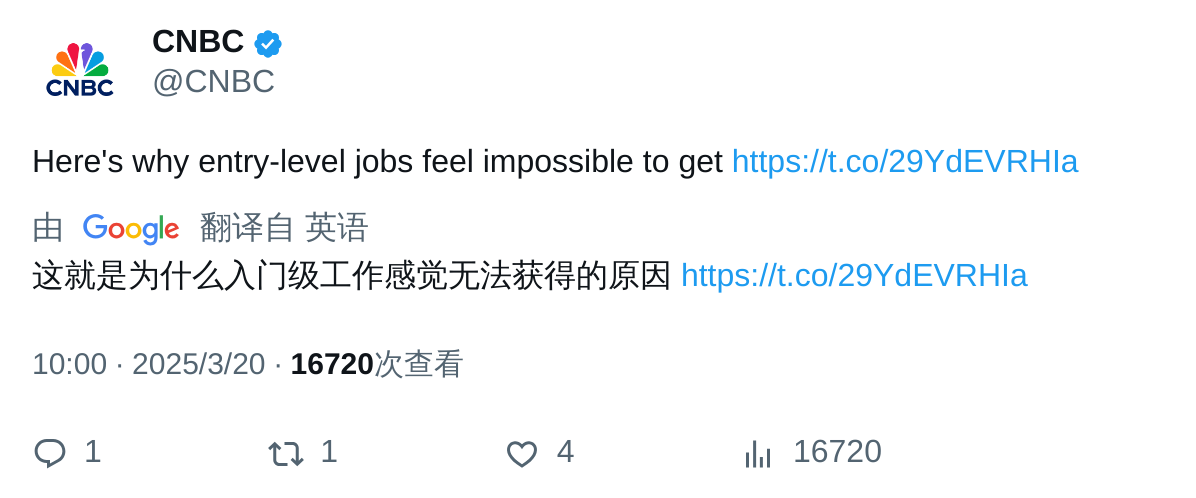 CNBC
CNBC
@CNBC
Here's why entry-level jobs feel impossible to get https://t.co/29YdEVRHIa
由 Google 翻译自 英语
这就是为什么入门级工作感觉无法获得的原因 https://t.co/29YdEVRHIa
10:00 · 2025/3/20 · 16720次查看
1 1 4 16720